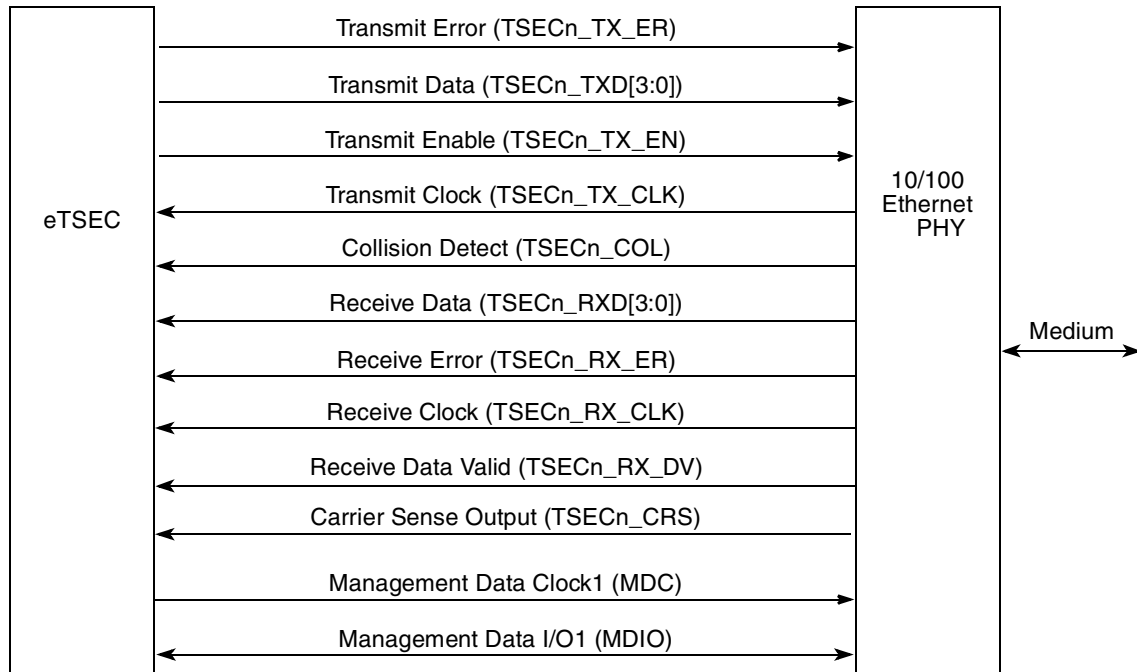 Transmit Error (TSECn_TX_ER)
Transmit Data (TSECn_TXD[3:0])
Transmit Enable (TSECn_TX_EN)
Transmit Clock (TSECn_TX_CLK)
Collision Detect (TSECn_COL)
Receive Data (TSECn_RXD[3:0])
Receive Error (TSECn_RX_ER)
Receive Clock (TSECn_RX_CLK)
Receive Data Valid (TSECn_RX_DV)
Carrier Sense Output (TSECn_CRS)
Management Data Clock1 (MDC)
Management Data I/O1 (MDIO)
eTSEC
10/100
Ethernet
PHY
Medium